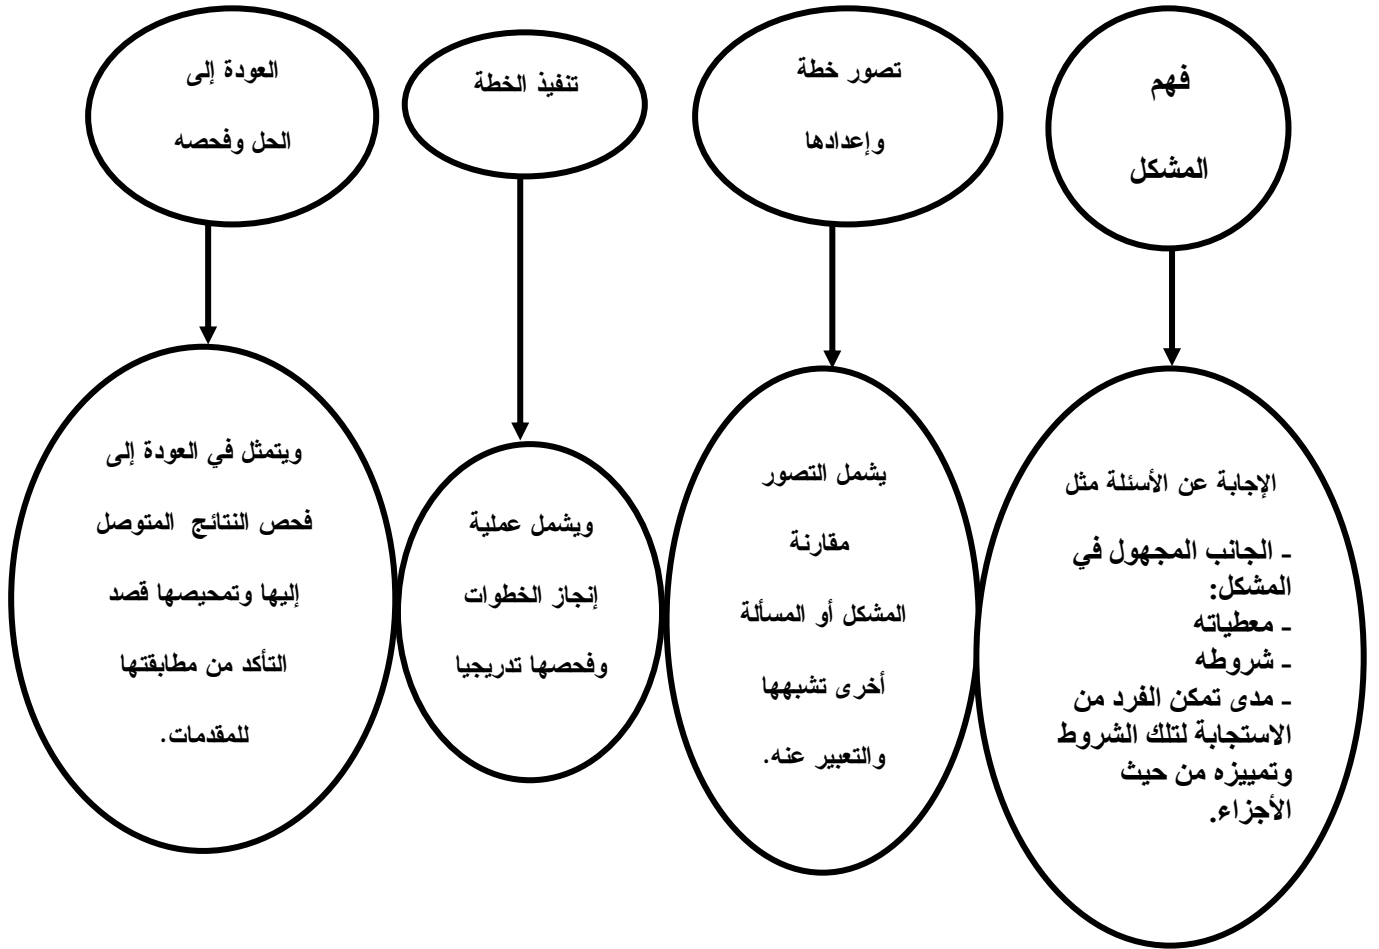 فهم
المشكل
تصور خطة
وإعدادها
تنفيذ الخطة
العودة إلى
الحل وفحصه
الإجابة عن الأسئلة مثل
- الجانب المجهول في
المشكل:
- معطياته
- شروطه
- مدى تمكن الفرد من
الاستجابة لتلك الشروط
وتمييزه من حيث
الأجزاء.
يشمل التصور
مقارنة
المشكل أو المسألة
أخرى تشبهها
والتعبير عنه.
ويشمل عملية
إنجاز الخطوات
وفحصها تدريجيا
ويتمثل في العودة إلى
فحص النتائج المتوصل
إليها وتمحيصها قصد
التأكد من مطابقتها
للمقدمات.